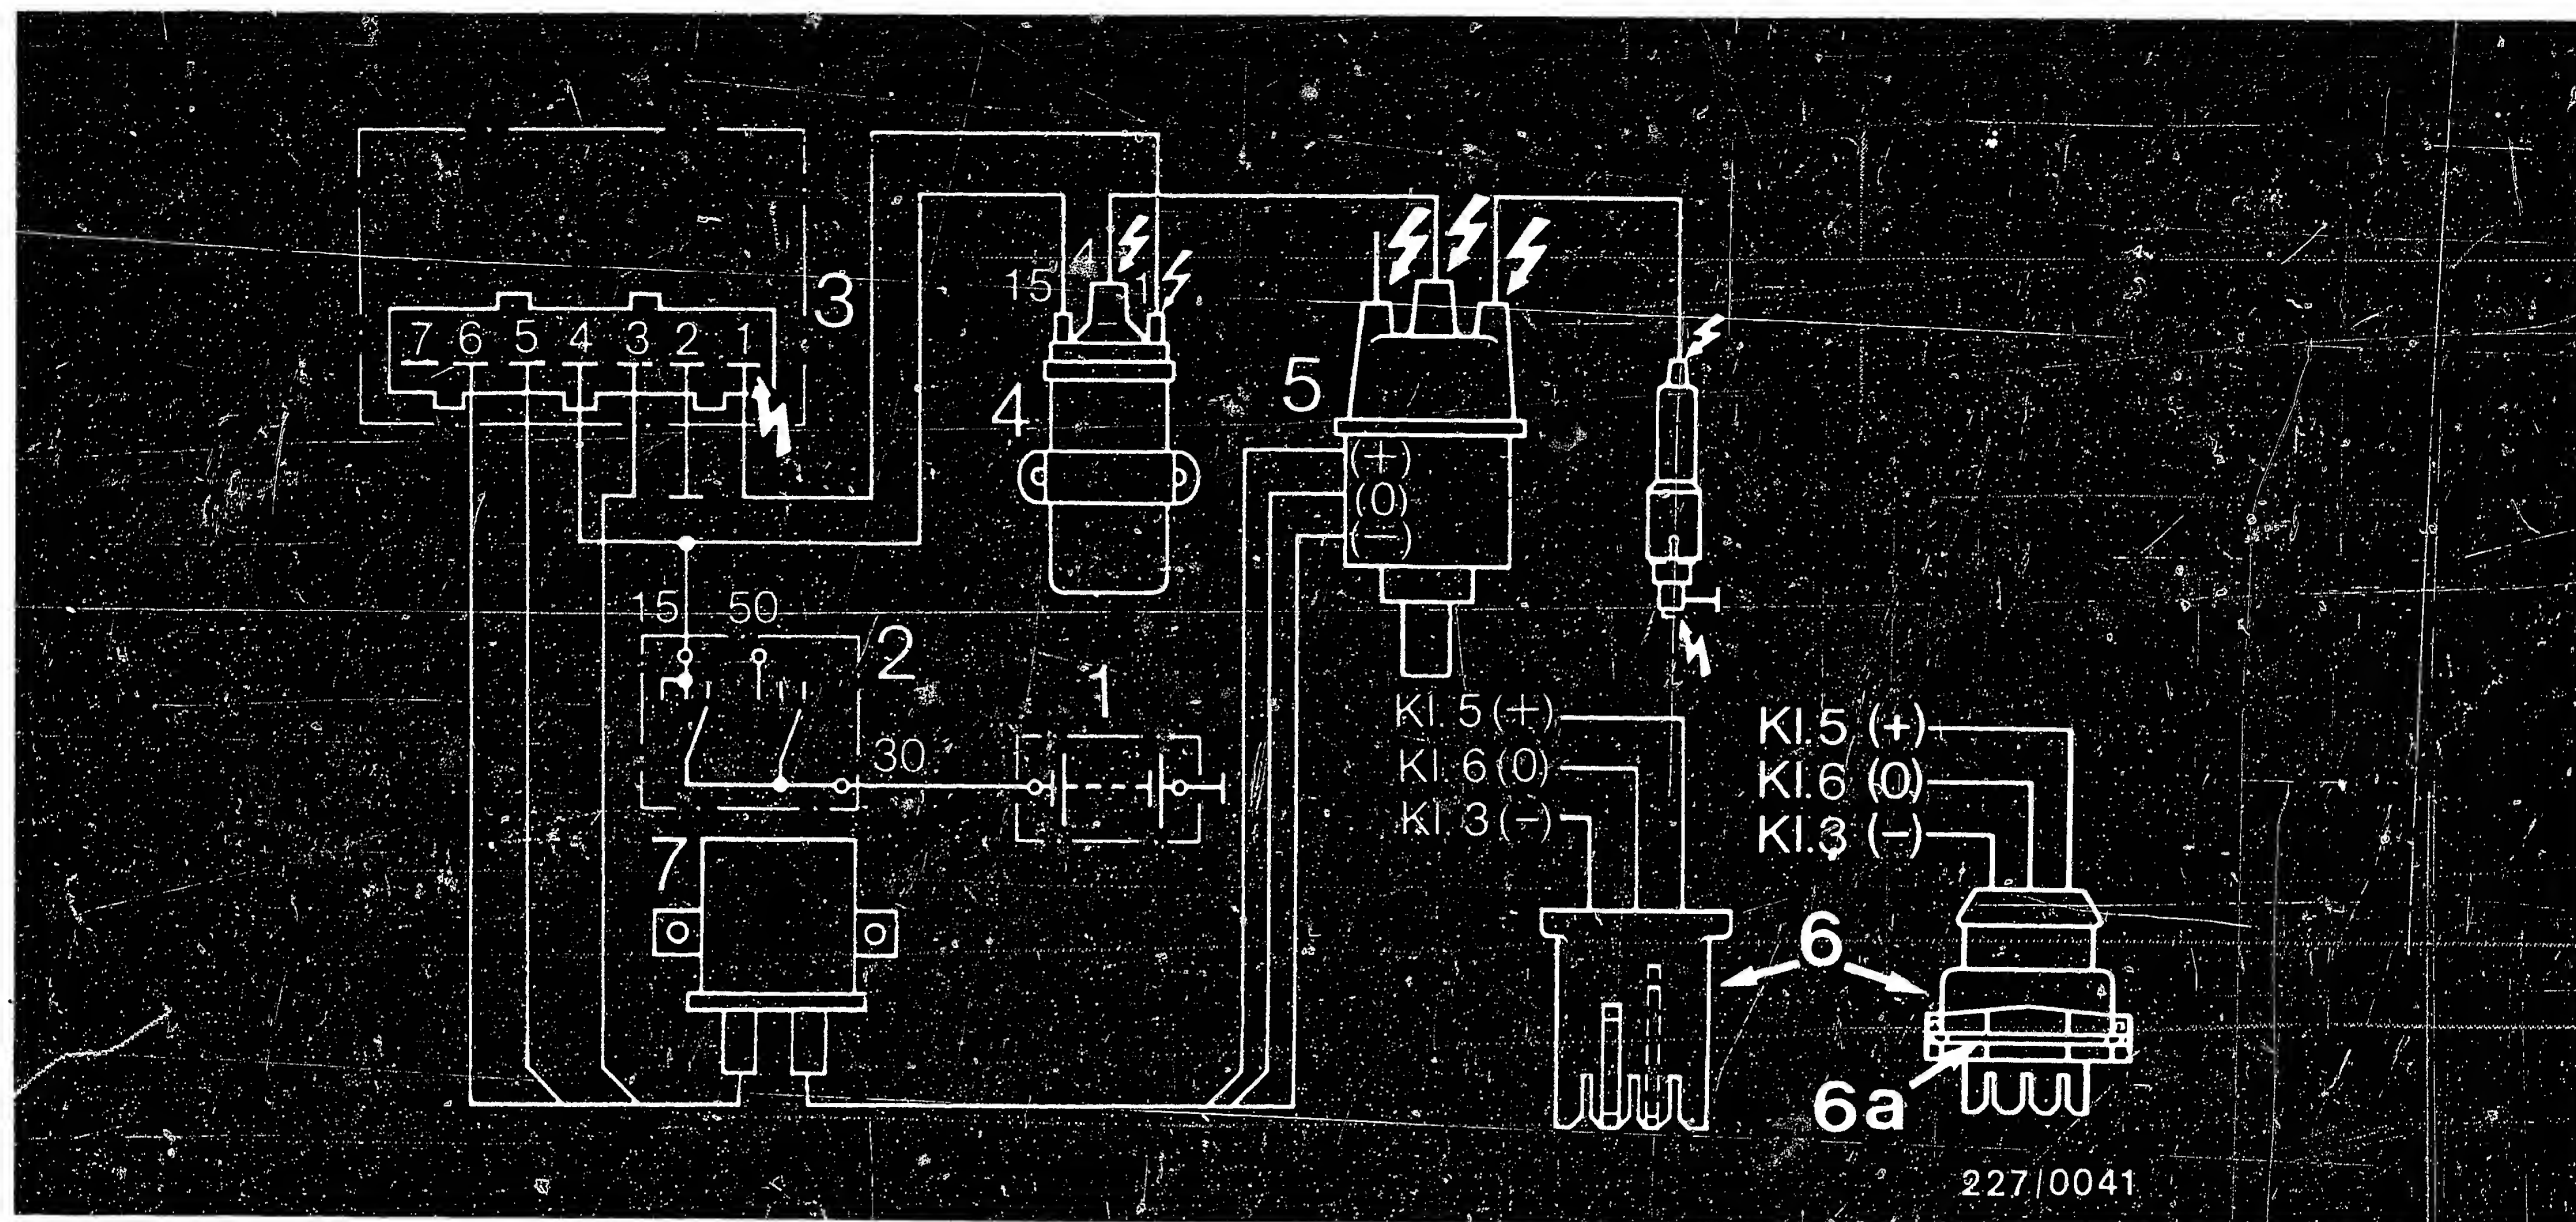 3
7 6 5 4 3 2 1
15 4 1
4
5
(+)
(0)
(−)
15 50
2
30
1
7
Kl. 5 (+)
Kl. 6 (0)
Kl. 3 (−)
Kl. 5 (+)
Kl. 6 (0)
Kl. 3 (−)
6
6a
227/0041